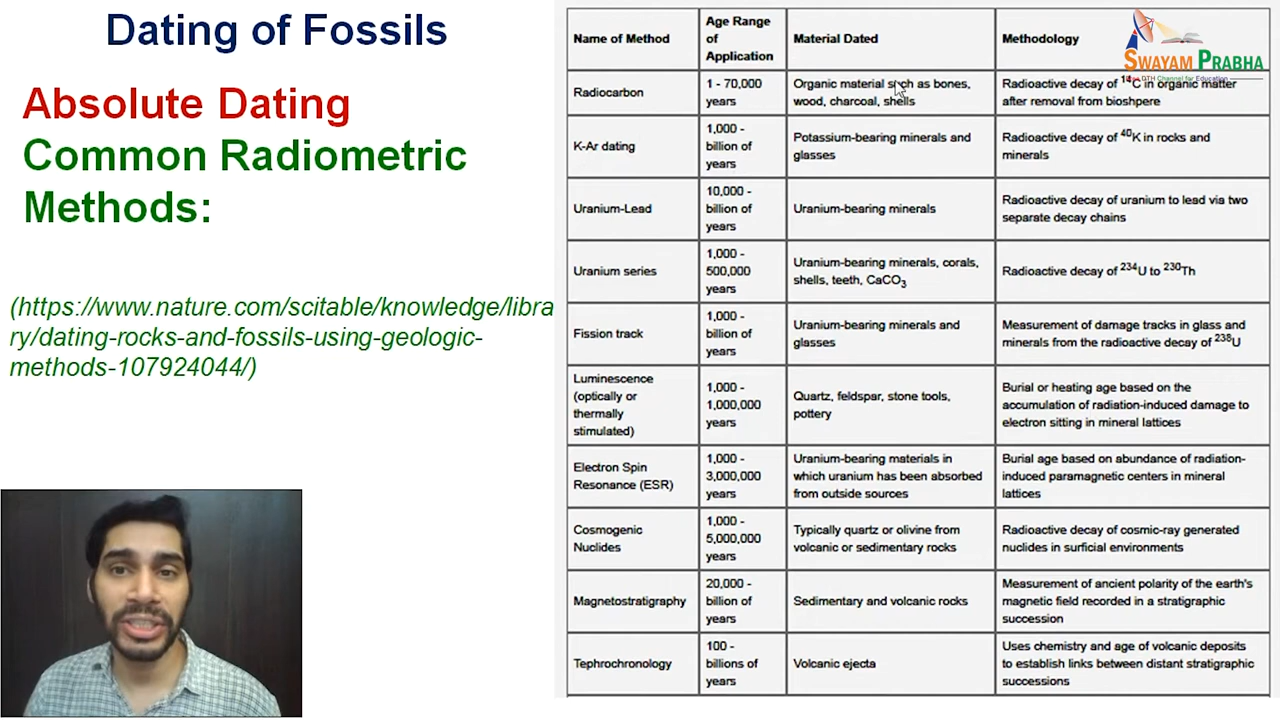 Dating of Fossils
Absolute Dating
Common Radiometric
Methods:
(https://www.nature.com/scitable/knowledge/libra
ry/dating-rocks-and-fossils-using-geologic-
methods-107924044/)
Name of Method
Age Range
of
Application
Material Dated
Methodology
SWAYAM PRABHA
DTH Channel for Education
Radiocarbon
1 - 70,000
years
Organic material such as bones,
wood, charcoal, shells
Radioactive decay of ¹⁴C in organic matter
after removal from bioshpere
K-Ar dating
1,000 -
billion of
years
Potassium-bearing minerals and
glasses
Radioactive decay of ⁴⁰K in rocks and
minerals
Uranium-Lead
10,000 -
billion of
years
Uranium-bearing minerals
Radioactive decay of uranium to lead via two
separate decay chains
Uranium series
1,000 -
500,000
years
Uranium-bearing minerals, corals,
shells, teeth, CaCO₃
Radioactive decay of ²³⁴U to ²³⁰Th
Fission track
1,000 -
billion of
years
Uranium-bearing minerals and
glasses
Measurement of damage tracks in glass and
minerals from the radioactive decay of ²³⁸U
Luminescence
(optically or
thermally
stimulated)
1,000 -
1,000,000
years
Quartz, feldspar, stone tools,
pottery
Burial or heating age based on the
accumulation of radiation-induced damage to
electron sitting in mineral lattices
Electron Spin
Resonance (ESR)
1,000 -
3,000,000
years
Uranium-bearing materials in
which uranium has been absorbed
from outside sources
Burial age based on abundance of radiation-
induced paramagnetic centers in mineral
lattices
Cosmogenic
Nuclides
1,000 -
5,000,000
years
Typically quartz or olivine from
volcanic or sedimentary rocks
Radioactive decay of cosmic-ray generated
nuclides in surficial environments
Magnetostratigraphy
20,000 -
billion of
years
Sedimentary and volcanic rocks
Measurement of ancient polarity of the earth's
magnetic field recorded in a stratigraphic
succession
Tephrochronology
100 -
billions of
years
Volcanic ejecta
Uses chemistry and age of volcanic deposits
to establish links between distant stratigraphic
successions